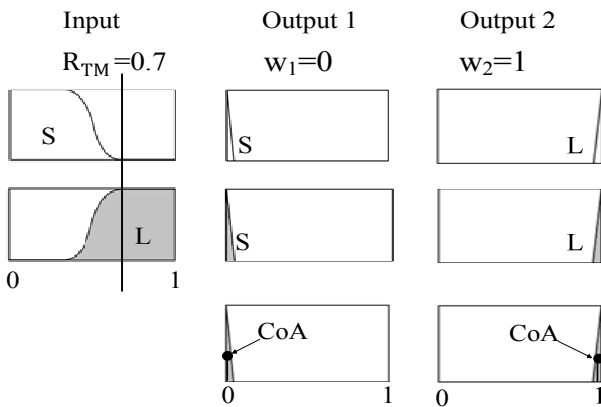 Input Output 1 Output 2
R_TM=0.7 w₁=0 w₂=1
S S L
L S L
0 1
CoA CoA
0 1 0 1